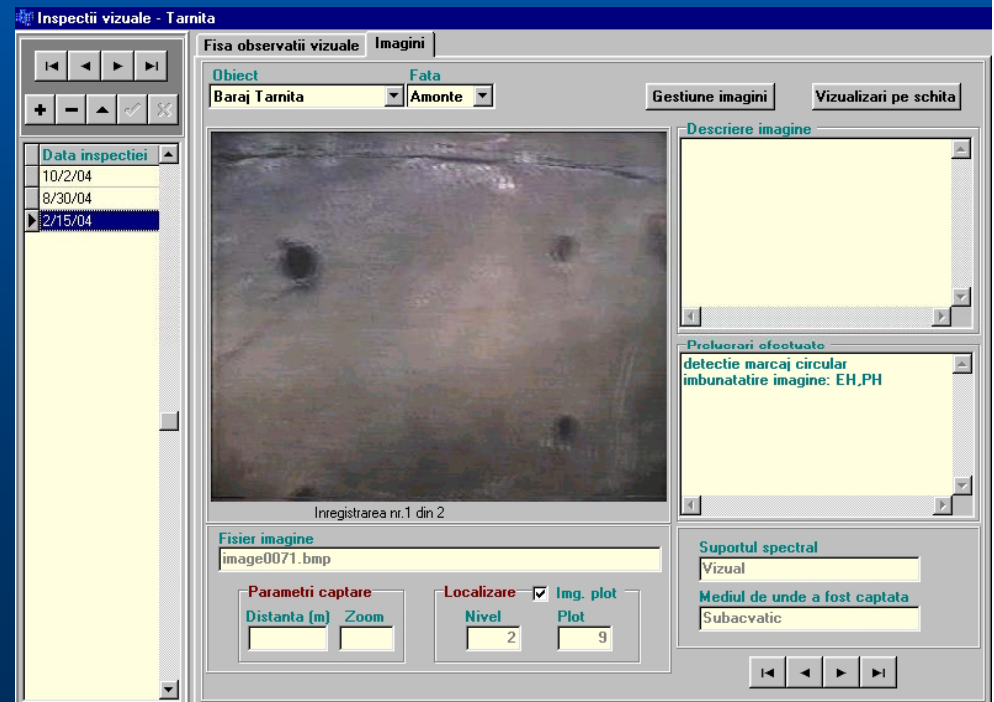 Inspectii vizuale - Tarnita
Fisa observatii vizuale Imagini
Obiect Fata
Baraj Tarnita Amonte
Gestiune imagini Vizualizari pe schita
Data inspectiei
10/2/04
8/30/04
2/15/04
Descriere imagine
Prelucrari efectuate
detectie marcaj circular
imbunatatire imagine: EH,PH
Inregistrarea nr.1 din 2
Fisier imagine
image0071.bmp
Parametri captare
Distanta (m) Zoom
Localizare Img. plot
Nivel Plot
2 9
Suportul spectral
Vizual
Mediul de unde a fost captata
Subacvatic